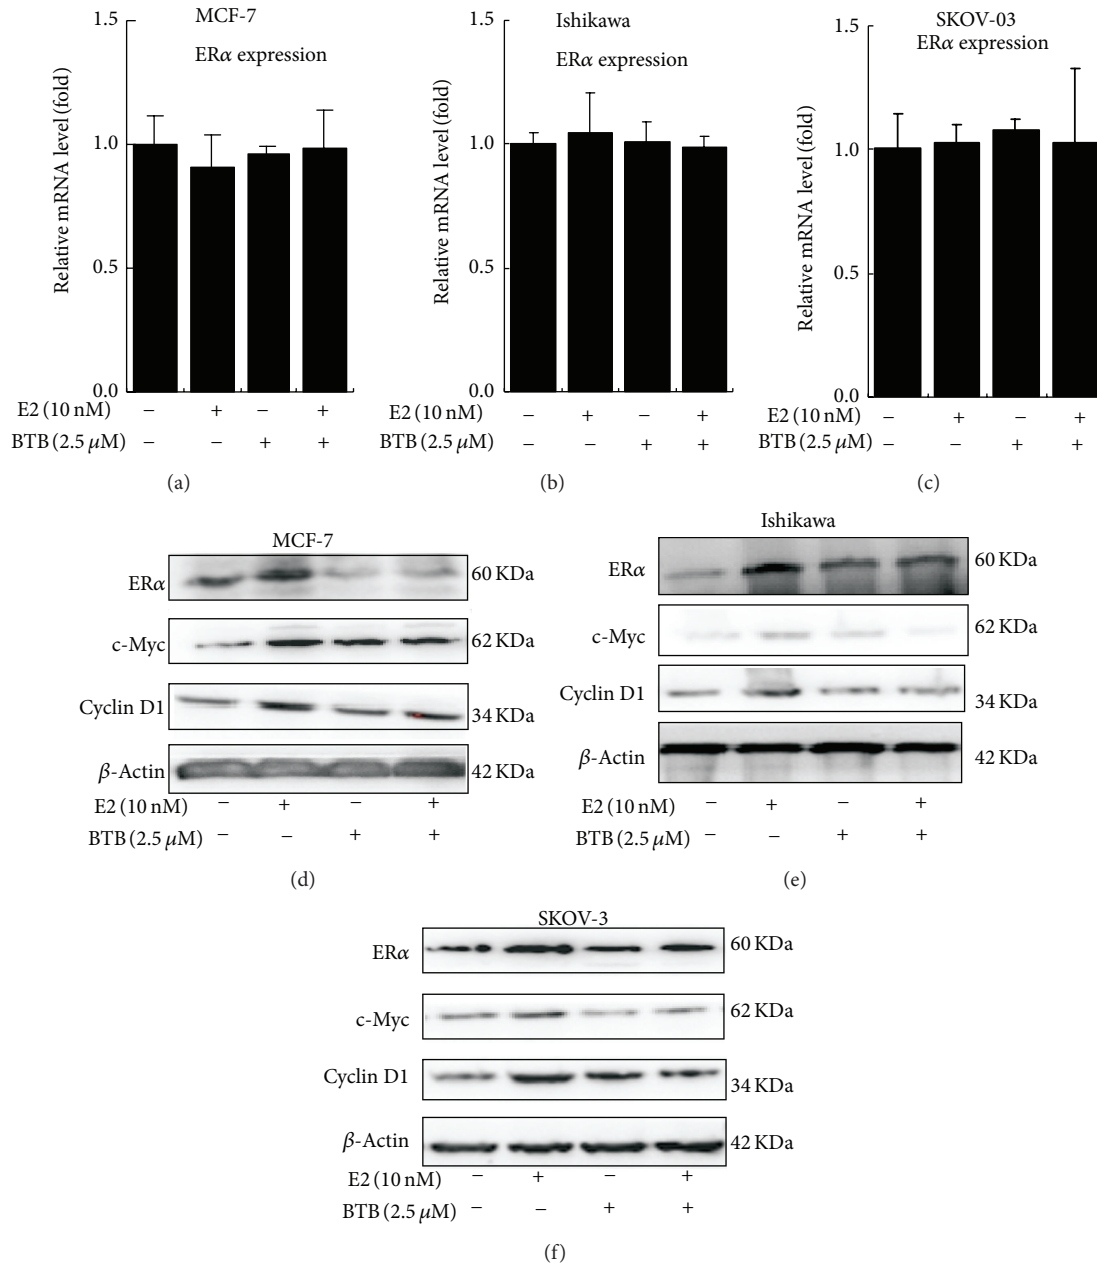 MCF-7
ERα expression
Relative mRNA level (fold)
1.5
1.0
0.5
0.0
E2 (10 nM) − + − +
BTB (2.5 μM) − − + +
(a)
Ishikawa
ERα expression
Relative mRNA level (fold)
1.5
1.0
0.5
0.0
E2 (10 nM) − + − +
BTB (2.5 μM) − − + +
(b)
SKOV-03
ERα expression
Relative mRNA level (fold)
1.5
1.0
0.5
0.0
E2 (10 nM) − + − +
BTB (2.5 μM) − − + +
(c)
MCF-7
ERα 60 KDa
c-Myc 62 KDa
Cyclin D1 34 KDa
β-Actin 42 KDa
E2 (10 nM) − + − +
BTB (2.5 μM) − − + +
(d)
Ishikawa
ERα 60 KDa
c-Myc 62 KDa
Cyclin D1 34 KDa
β-Actin 42 KDa
E2 (10 nM) − + − +
BTB (2.5 μM) − − + +
(e)
SKOV-3
ERα 60 KDa
c-Myc 62 KDa
Cyclin D1 34 KDa
β-Actin 42 KDa
E2 (10 nM) − + − +
BTB (2.5 μM) − − + +
(f)